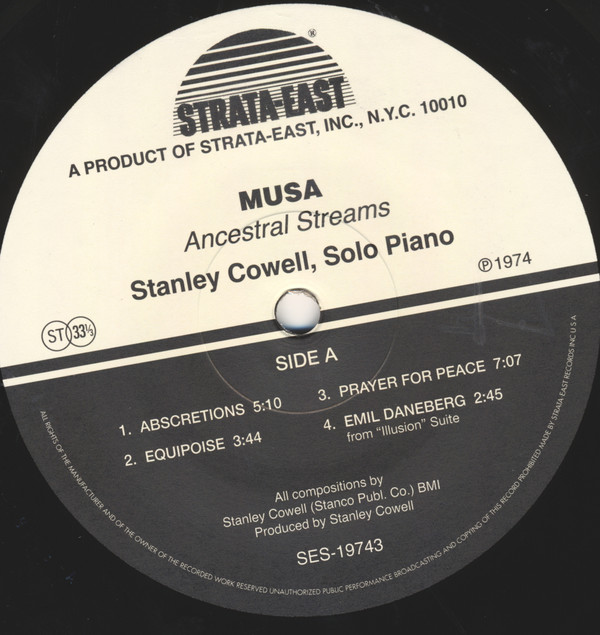 STRATA-EAST
®
A PRODUCT OF STRATA-EAST, INC., N.Y.C. 10010
MUSA
Ancestral Streams
Stanley Cowell, Solo Piano
℗1974
ST 33⅓
SIDE A
1. ABSCRETIONS 5:10
2. EQUIPOISE 3:44
3. PRAYER FOR PEACE 7:07
4. EMIL DANEBERG 2:45
from "Illusion" Suite
All compositions by
Stanley Cowell (Stanco Publ. Co.) BMI
Produced by Stanley Cowell
SES-19743
ALL RIGHTS OF THE MANUFACTURER AND OF THE OWNER OF THE RECORDED WORK RESERVED UNAUTHORIZED PUBLIC PERFORMANCE BROADCASTING AND COPYING OF THIS RECORD PROHIBITED MADE BY STRATA EAST RECORDS INC U S A